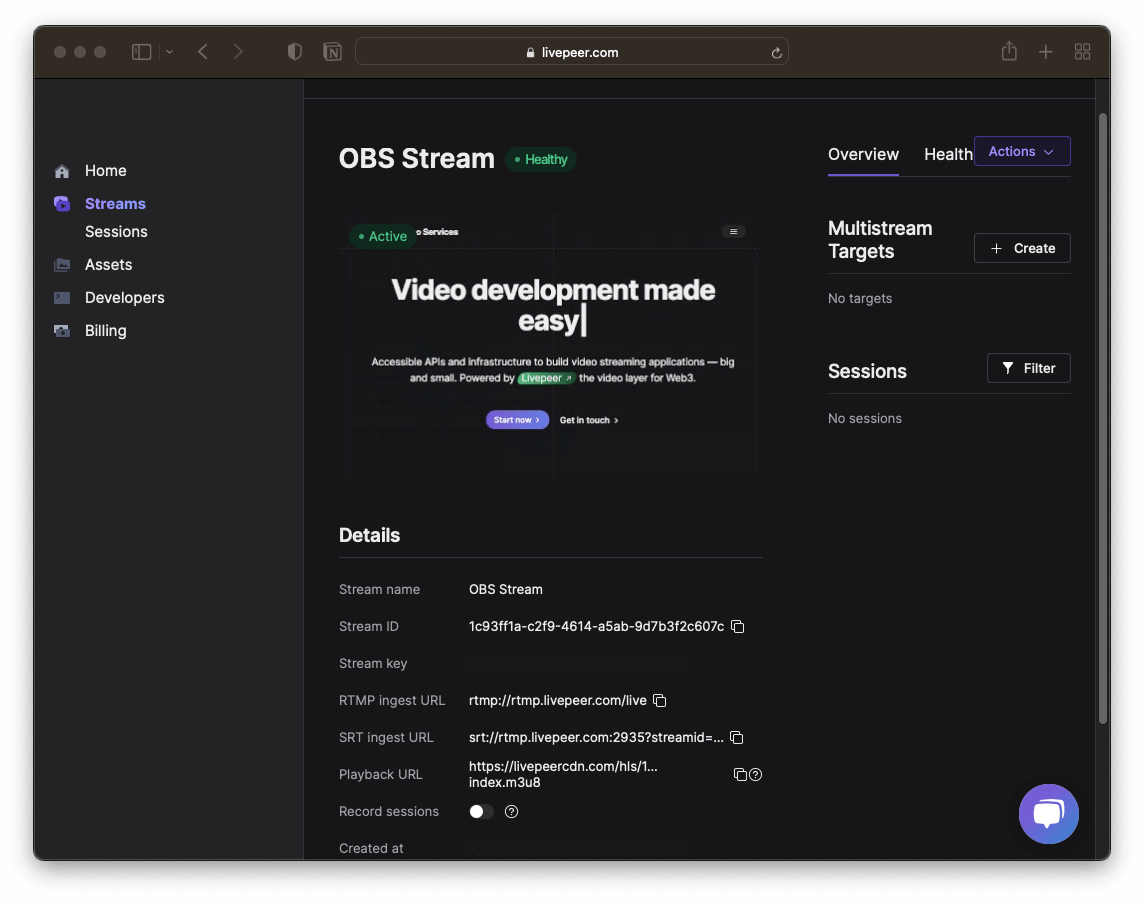 livepeer.com
Home
Streams
Sessions
Assets
Developers
Billing
OBS Stream
Healthy
Overview
Health
Actions
Active
o Services
Video development made
easy
Accessible APIs and infrastructure to build video streaming applications — big
and small. Powered by Livepeer ↗ the video layer for Web3.
Start now ›
Get in touch ›
Multistream
Targets
+ Create
No targets
Sessions
Filter
No sessions
Details
Stream name
OBS Stream
Stream ID
1c93ff1a-c2f9-4614-a5ab-9d7b3f2c607c
Stream key
RTMP ingest URL
rtmp://rtmp.livepeer.com/live
SRT ingest URL
srt://rtmp.livepeer.com:2935?streamid=...
Playback URL
https://livepeercdn.com/hls/1...
index.m3u8
Record sessions
Created at